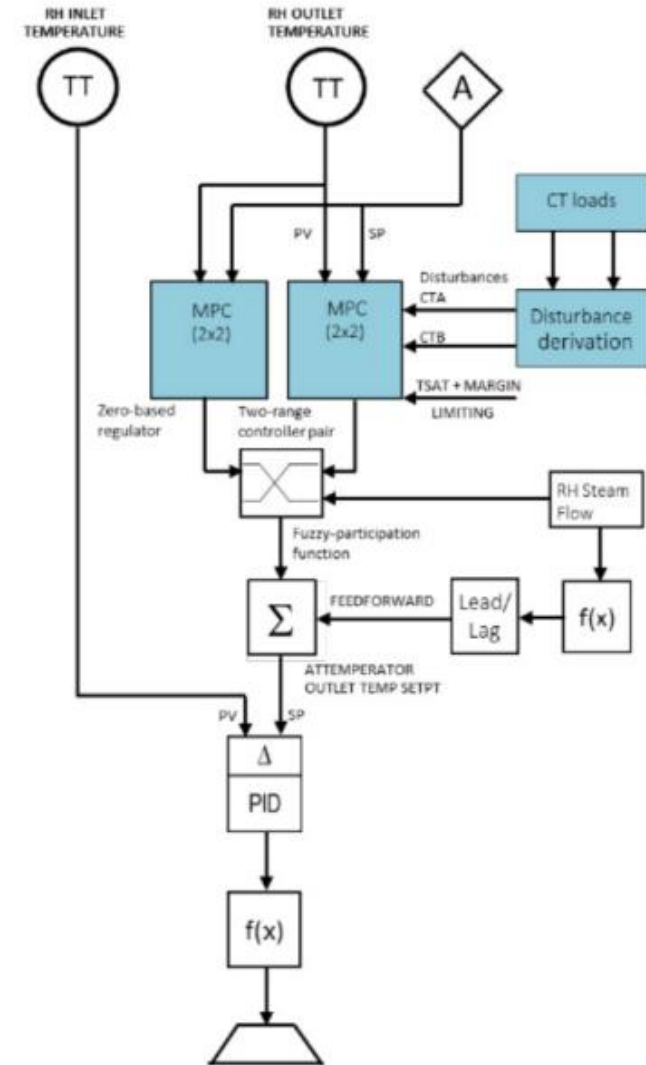 RH INLET
TEMPERATURE
RH OUTLET
TEMPERATURE
TT
TT
A
CT loads
PV
SP
Disturbances
CTA
MPC
(2x2)
MPC
(2x2)
CTB
Disturbance
derivation
TSAT + MARGIN
LIMITING
Zero-based
regulator
Two-range
controller pair
RH Steam
Flow
Fuzzy-participation
function
Σ
FEEDFORWARD
Lead/
Lag
f(x)
ATTEMPERATOR
OUTLET TEMP SETPT
PV
SP
Δ
PID
f(x)